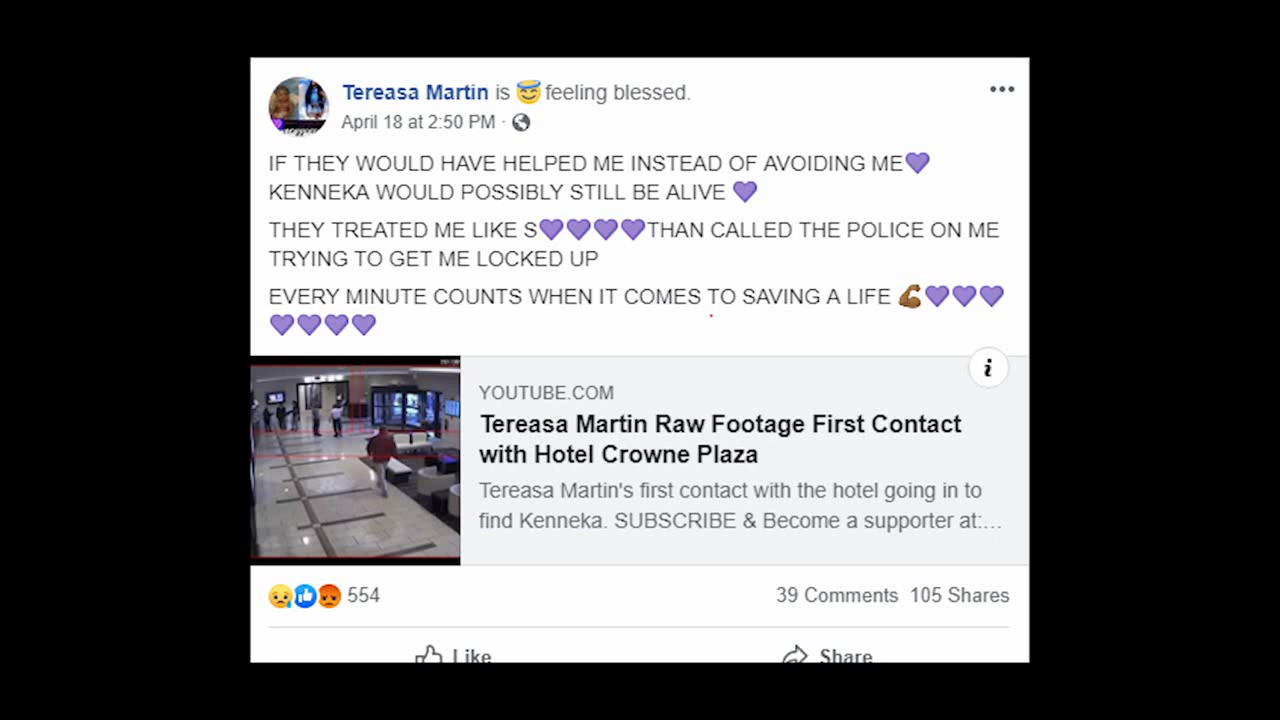 Tereasa Martin is 😇 feeling blessed.
April 18 at 2:50 PM ·
IF THEY WOULD HAVE HELPED ME INSTEAD OF AVOIDING ME💜
KENNEKA WOULD POSSIBLY STILL BE ALIVE 💜
THEY TREATED ME LIKE S💜💜💜💜THAN CALLED THE POLICE ON ME
TRYING TO GET ME LOCKED UP
EVERY MINUTE COUNTS WHEN IT COMES TO SAVING A LIFE 💪🏾💜💜💜
💜💜💜💜
YOUTUBE.COM
Tereasa Martin Raw Footage First Contact
with Hotel Crowne Plaza
Tereasa Martin's first contact with the hotel going in to
find Kenneka. SUBSCRIBE & Become a supporter at:...
554
39 Comments 105 Shares
Like Share